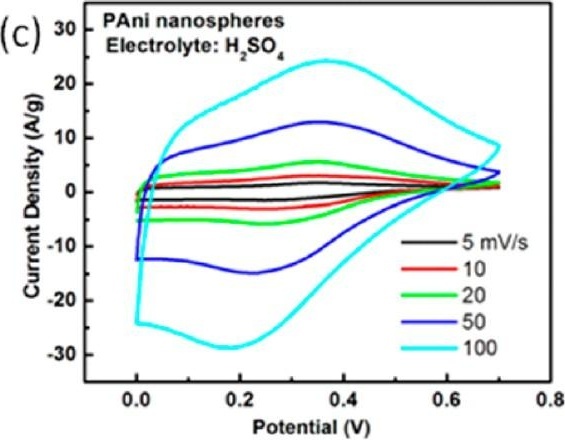 (c)
PAni nanospheres
Electrolyte: H₂SO₄
Current Density (A/g)
30
20
10
0
-10
-20
-30
5 mV/s
10
20
50
100
0.0 0.2 0.4 0.6 0.8
Potential (V)